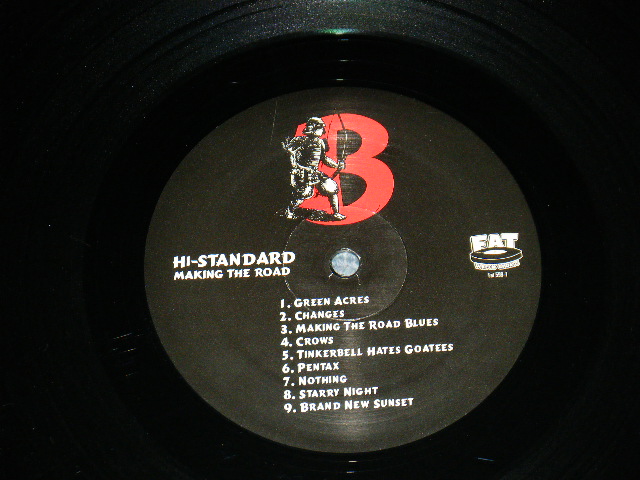 B
HI-STANDARD
MAKING THE ROAD
FAT
1. GREEN ACRES
2. CHANGES
3. MAKING THE ROAD BLUES
4. CROWS
5. TINKERBELL HATES GOATEES
6. PENTAX
7. NOTHING
8. STARRY NIGHT
9. BRAND NEW SUNSET